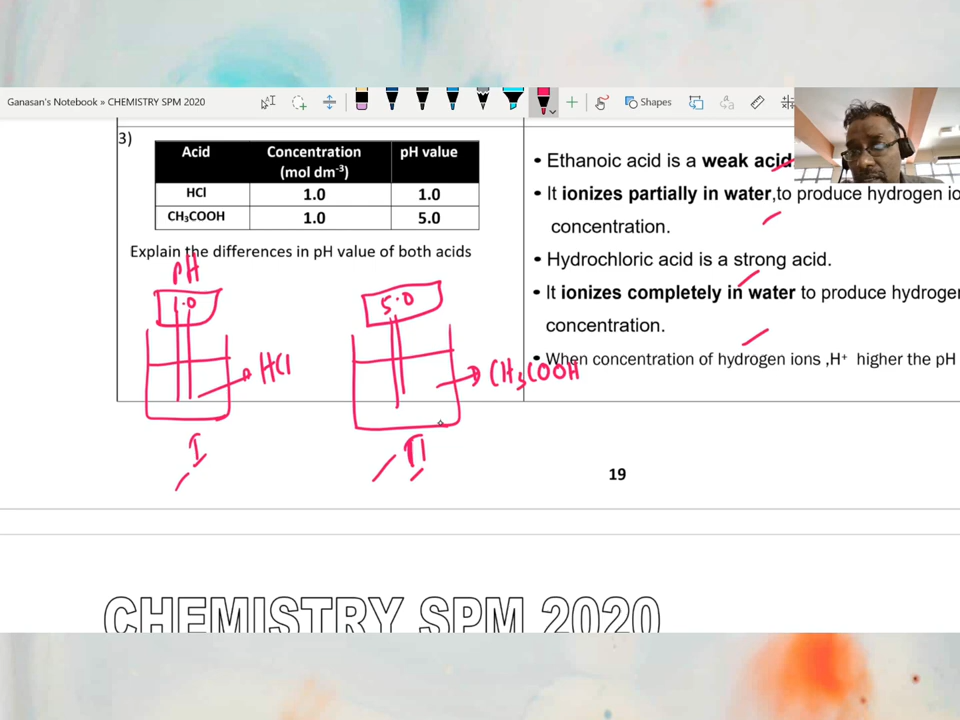 Ganasan's Notebook » CHEMISTRY SPM 2020
Shapes
3)
Acid Concentration (mol dm⁻³) pH value
HCl 1.0 1.0
CH₃COOH 1.0 5.0
Explain the differences in pH value of both acids
pH
1.0
5.0
HCl
CH₃COOH
I
II
• Ethanoic acid is a weak acid
• It ionizes partially in water,to produce hydrogen
concentration.
• Hydrochloric acid is a strong acid.
• It ionizes completely in water to produce
concentration.
• When concentration of hydrogen ions ,H⁺ higher the pH
19
CHEMISTRY SPM 2020